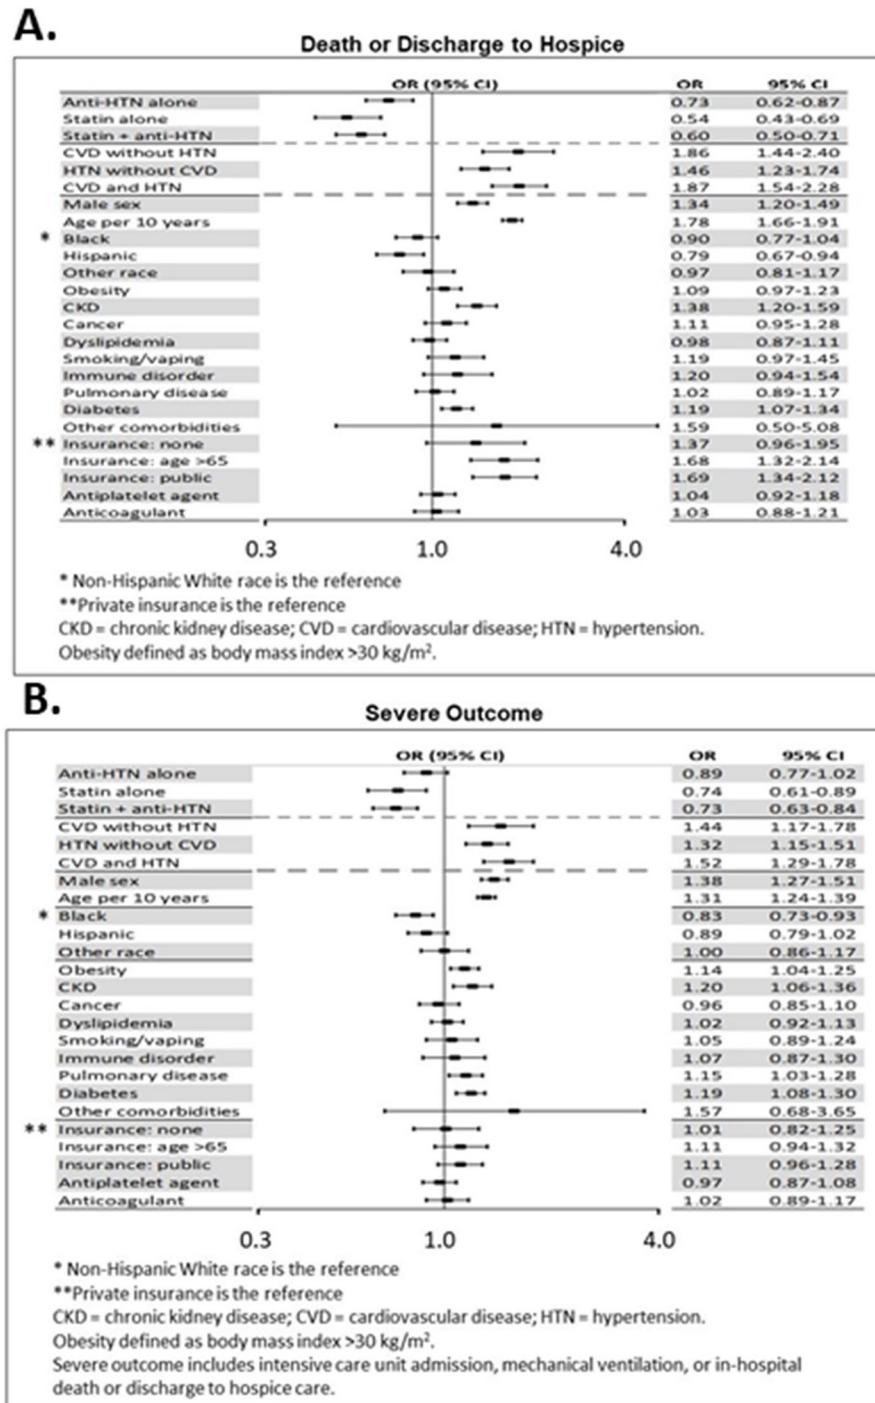 A.
Death or Discharge to Hospice
OR (95% CI) OR 95% CI
Anti-HTN alone 0.73 0.62-0.87
Statin alone 0.54 0.43-0.69
Statin + anti-HTN 0.60 0.50-0.71
CVD without HTN 1.86 1.44-2.40
HTN without CVD 1.46 1.23-1.74
CVD and HTN 1.87 1.54-2.28
Male sex 1.34 1.20-1.49
Age per 10 years 1.78 1.66-1.91
* Black 0.90 0.77-1.04
Hispanic 0.79 0.67-0.94
Other race 0.97 0.81-1.17
Obesity 1.09 0.97-1.23
CKD 1.38 1.20-1.59
Cancer 1.11 0.95-1.28
Dyslipidemia 0.98 0.87-1.11
Smoking/vaping 1.19 0.97-1.45
Immune disorder 1.20 0.94-1.54
Pulmonary disease 1.02 0.89-1.17
Diabetes 1.19 1.07-1.34
Other comorbidities 1.59 0.50-5.08
** Insurance: none 1.37 0.96-1.95
Insurance: age >65 1.68 1.32-2.14
Insurance: public 1.69 1.34-2.12
Antiplatelet agent 1.04 0.92-1.18
Anticoagulant 1.03 0.88-1.21
0.3 1.0 4.0
* Non-Hispanic White race is the reference
**Private insurance is the reference
CKD = chronic kidney disease; CVD = cardiovascular disease; HTN = hypertension.
Obesity defined as body mass index >30 kg/m².
B.
Severe Outcome
OR (95% CI) OR 95% CI
Anti-HTN alone 0.89 0.77-1.02
Statin alone 0.74 0.61-0.89
Statin + anti-HTN 0.73 0.63-0.84
CVD without HTN 1.44 1.17-1.78
HTN without CVD 1.32 1.15-1.51
CVD and HTN 1.52 1.29-1.78
Male sex 1.38 1.27-1.51
Age per 10 years 1.31 1.24-1.39
* Black 0.83 0.73-0.93
Hispanic 0.89 0.79-1.02
Other race 1.00 0.86-1.17
Obesity 1.14 1.04-1.25
CKD 1.20 1.06-1.36
Cancer 0.96 0.85-1.10
Dyslipidemia 1.02 0.92-1.13
Smoking/vaping 1.05 0.89-1.24
Immune disorder 1.07 0.87-1.30
Pulmonary disease 1.15 1.03-1.28
Diabetes 1.19 1.08-1.30
Other comorbidities 1.57 0.68-3.65
** Insurance: none 1.01 0.82-1.25
Insurance: age >65 1.11 0.94-1.32
Insurance: public 1.11 0.96-1.28
Antiplatelet agent 0.97 0.87-1.08
Anticoagulant 1.02 0.89-1.17
0.3 1.0 4.0
* Non-Hispanic White race is the reference
**Private insurance is the reference
CKD = chronic kidney disease; CVD = cardiovascular disease; HTN = hypertension.
Obesity defined as body mass index >30 kg/m².
Severe outcome includes intensive care unit admission, mechanical ventilation, or in-hospital
death or discharge to hospice care.